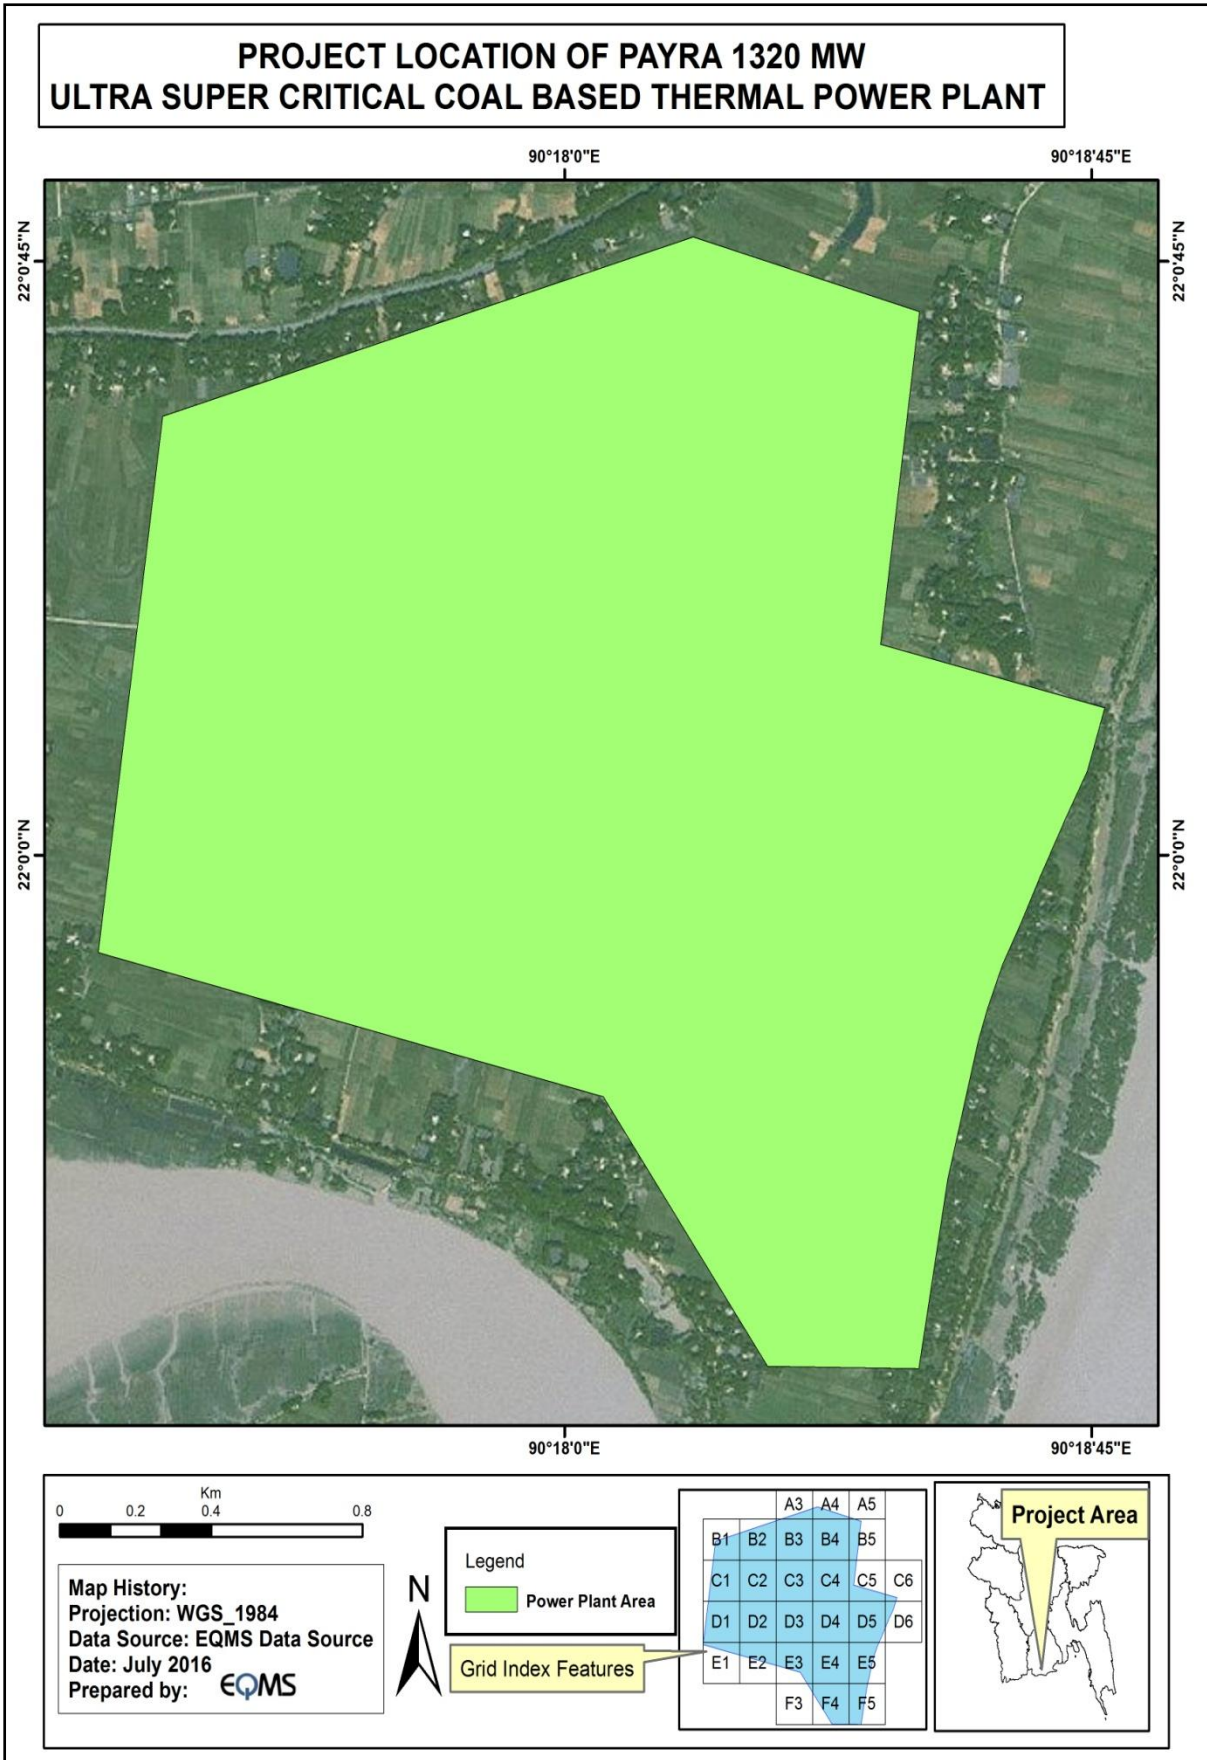 PROJECT LOCATION OF PAYRA 1320 MW
ULTRA SUPER CRITICAL COAL BASED THERMAL POWER PLANT
90°18'0"E
90°18'45"E
22°0'45"N
22°0'45"N
22°0'0"N
22°0'0"N
90°18'0"E
90°18'45"E
Km
0 0.2 0.4 0.8
Map History:
Projection: WGS_1984
Data Source: EQMS Data Source
Date: July 2016
Prepared by: EQMS
N
Legend
Power Plant Area
Grid Index Features
A3 A4 A5
B1 B2 B3 B4 B5
C1 C2 C3 C4 C5 C6
D1 D2 D3 D4 D5 D6
E1 E2 E3 E4 E5
F3 F4 F5
Project Area